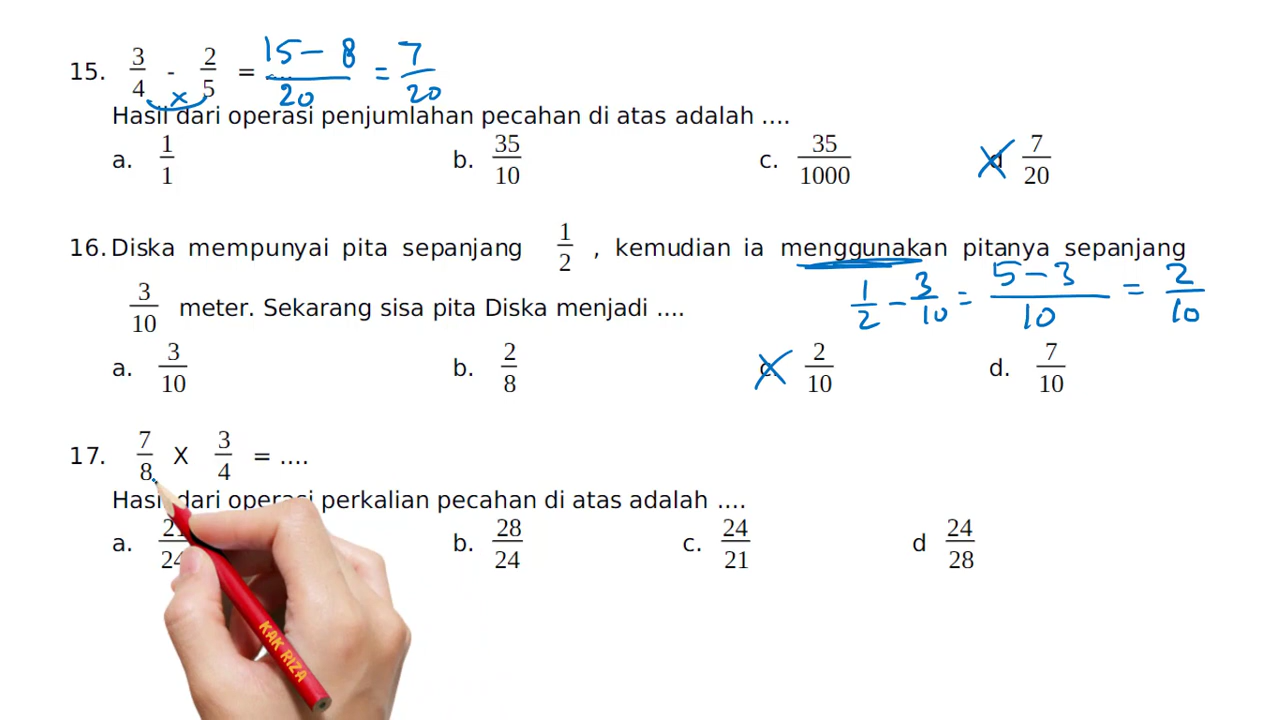 15. 3/4 - 2/5 = .... 15 - 8 / 20 = 7/20
x
Hasil dari operasi penjumlahan pecahan di atas adalah ....
a. 1/1 b. 35/10 c. 35/1000 d 7/20
16. Diska mempunyai pita sepanjang 1/2 , kemudian ia menggunakan pitanya sepanjang
3/10 meter. Sekarang sisa pita Diska menjadi ....
1/2 - 3/10 = 5 - 3 / 10 = 2/10
a. 3/10 b. 2/8 c. 2/10 d. 7/10
17. 7/8 X 3/4 = ....
Hasil dari operasi perkalian pecahan di atas adalah ....
a. b. 28/24 c. 24/21 d 24/28
KAK RIZA